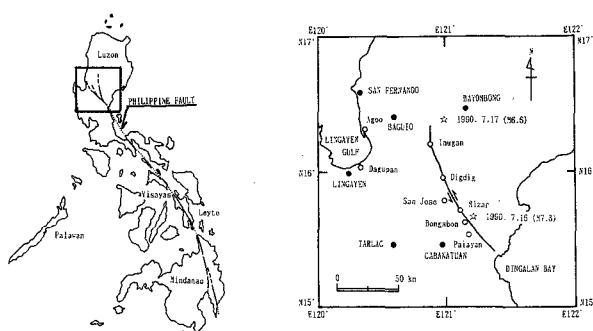 Luzon
PHILIPPINE FAULT
Visayas
Leyte
Palawan
Mindanao
E120°
E121°
E122°
N17°
N17°
N
SAN FERNANDO
BAYOMBONG
1990. 7.17 (M6.6)
Agoo
BAGUIO
LINGAYEN
GULF
Imugan
Dagupan
N16
N16
LINGAYEN
Digdig
San Jose
Rizar
1990. 7.16 (M7.8)
Bongabon
Palayan
TARLAC
CABANATUAN
DINGALAN BAY
0
50 km
N15°
N15
E120°
E121°
E122°